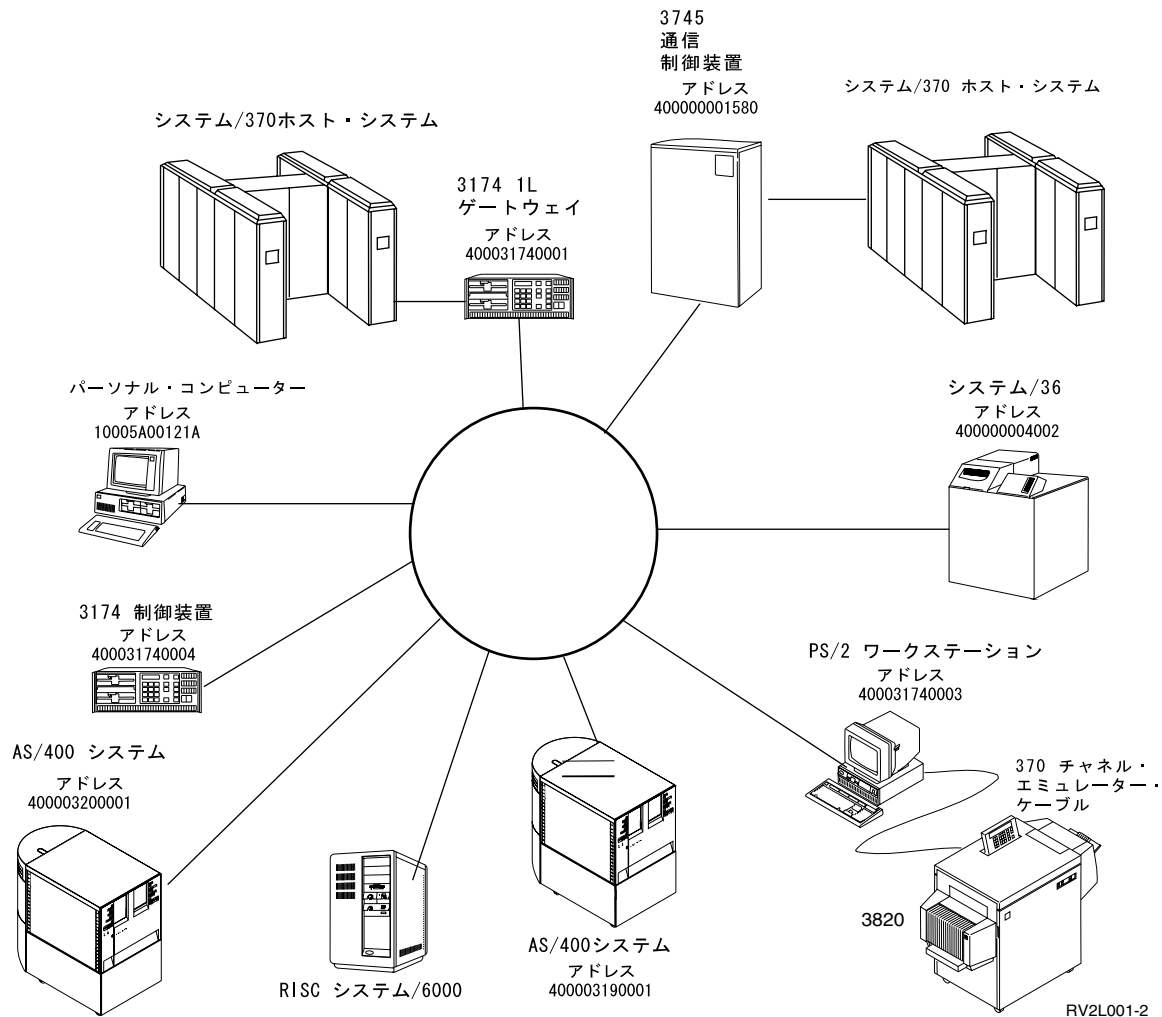 3745
通信
制御装置
アドレス
400000001580
システム/370 ホスト・システム
システム/370ホスト・システム
3174 1L
ゲートウェイ
アドレス
400031740001
パーソナル・コンピューター
アドレス
10005A00121A
システム/36
アドレス
400000004002
3174 制御装置
アドレス
400031740004
PS/2 ワークステーション
アドレス
400031740003
AS/400 システム
アドレス
400003200001
370 チャネル・
エミュレーター・
ケーブル
3820
RISC システム/6000
AS/400システム
アドレス
400003190001
RV2L001-2